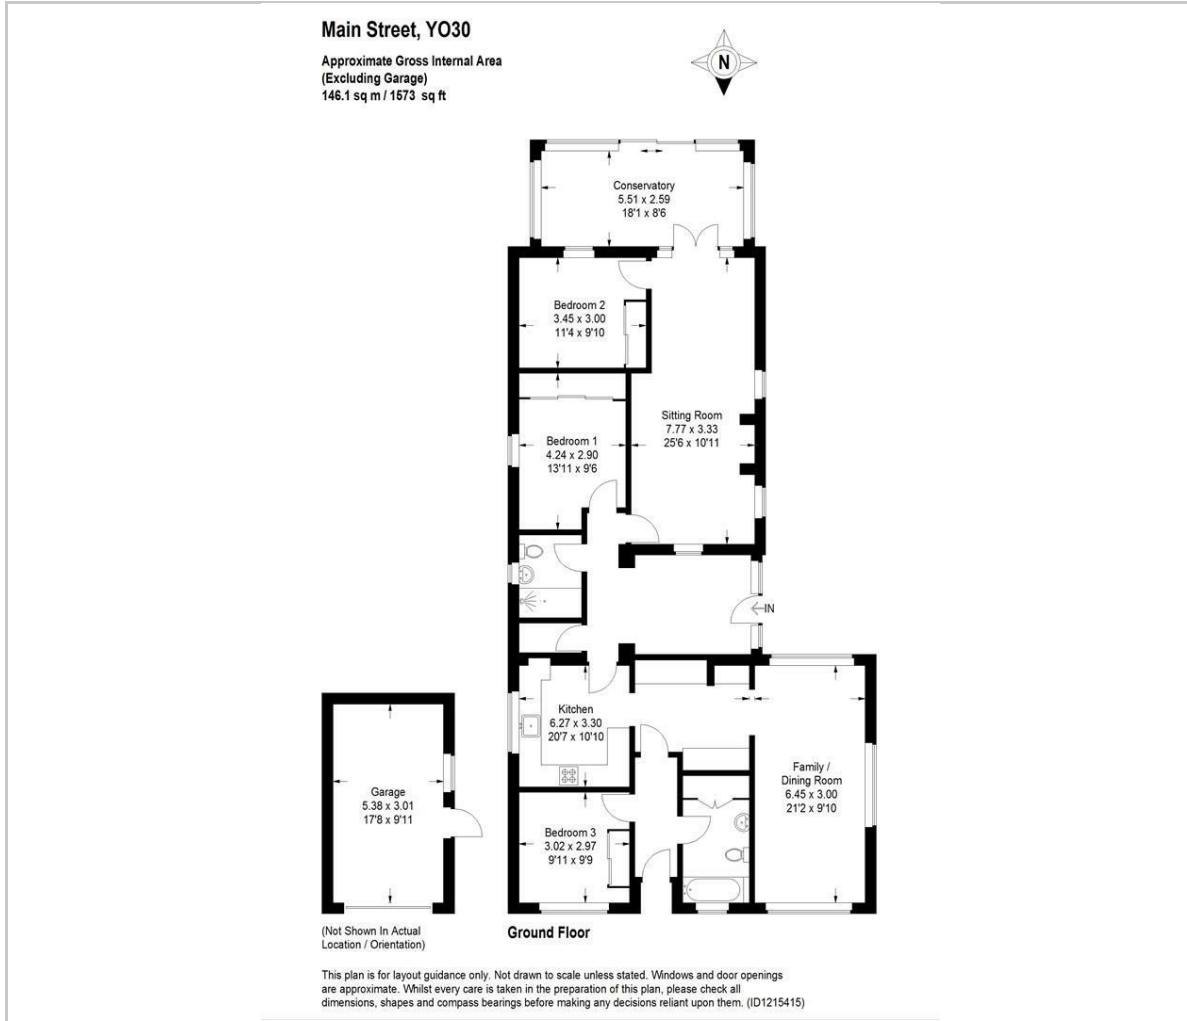 Main Street, YO30
Approximate Gross Internal Area
(Excluding Garage)
146.1 sq m / 1573 sq ft
N
Conservatory
5.51 x 2.59
18'1 x 8'6
Bedroom 2
3.45 x 3.00
11'4 x 9'10
Sitting Room
7.77 x 3.33
25'6 x 10'11
Bedroom 1
4.24 x 2.90
13'11 x 9'6
IN
Kitchen
6.27 x 3.30
20'7 x 10'10
Family /
Dining Room
6.45 x 3.00
21'2 x 9'10
Garage
5.38 x 3.01
17'8 x 9'11
Bedroom 3
3.02 x 2.97
9'11 x 9'9
(Not Shown In Actual
Location / Orientation)
Ground Floor
This plan is for layout guidance only. Not drawn to scale unless stated. Windows and door openings
are approximate. Whilst every care is taken in the preparation of this plan, please check all
dimensions, shapes and compass bearings before making any decisions reliant upon them. (ID1215415)